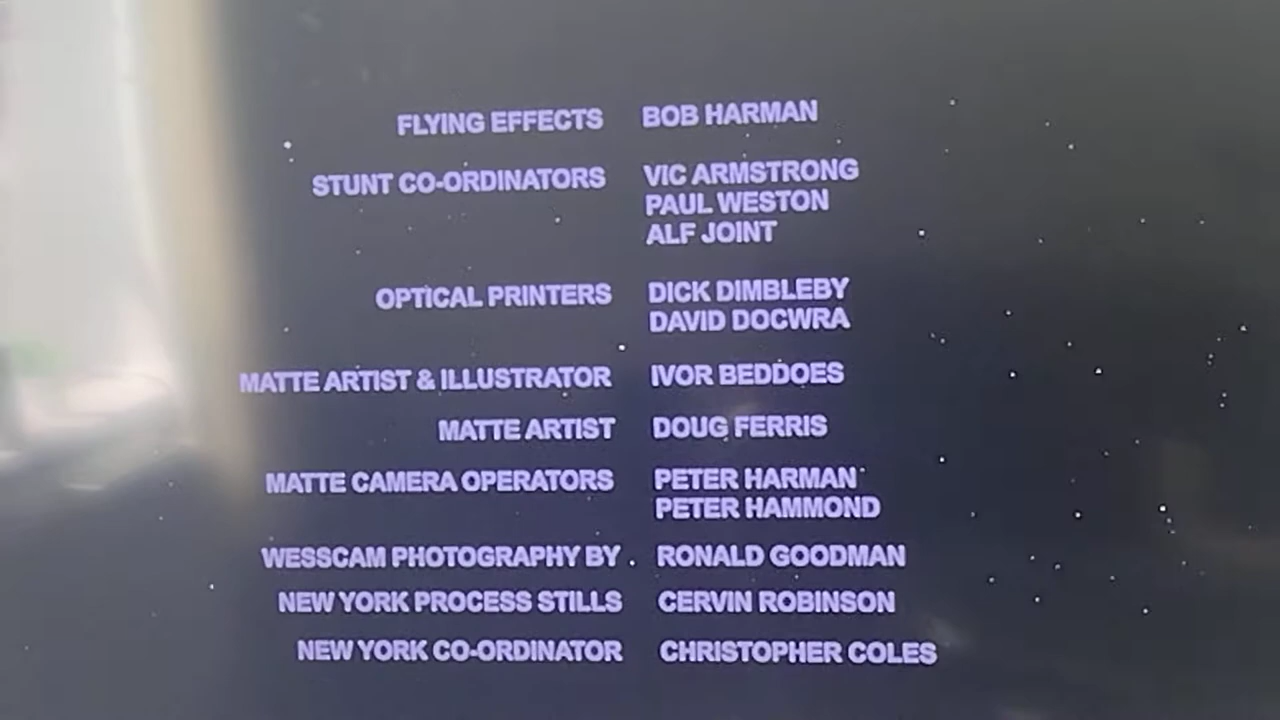 FLYING EFFECTS BOB HARMAN
STUNT CO-ORDINATORS VIC ARMSTRONG
PAUL WESTON
ALF JOINT
OPTICAL PRINTERS DICK DIMBLEBY
DAVID DOCWRA
MATTE ARTIST & ILLUSTRATOR IVOR BEDDOES
MATTE ARTIST DOUG FERRIS
MATTE CAMERA OPERATORS PETER HARMAN
PETER HAMMOND
WESSCAM PHOTOGRAPHY BY RONALD GOODMAN
NEW YORK PROCESS STILLS CERVIN ROBINSON
NEW YORK CO-ORDINATOR CHRISTOPHER COLES